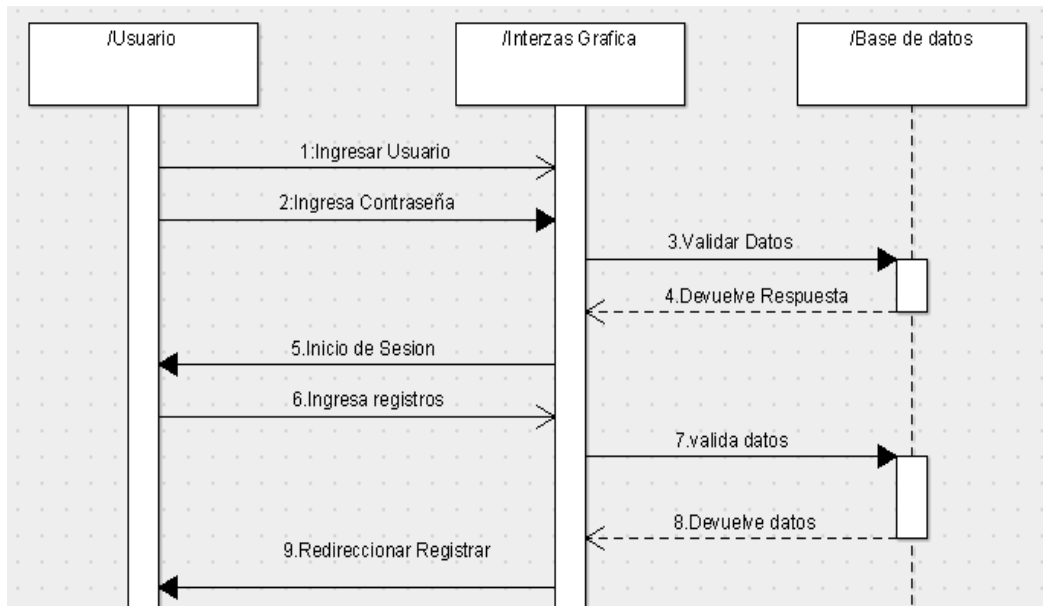 /Usuario
/Interzas Grafica
/Base de datos
1:Ingresar Usuario
2:Ingresa Contraseña
3.Validar Datos
4.Devuelve Respuesta
5.Inicio de Sesion
6.Ingresa registros
7.valida datos
8.Devuelve datos
9.Redireccionar Registrar